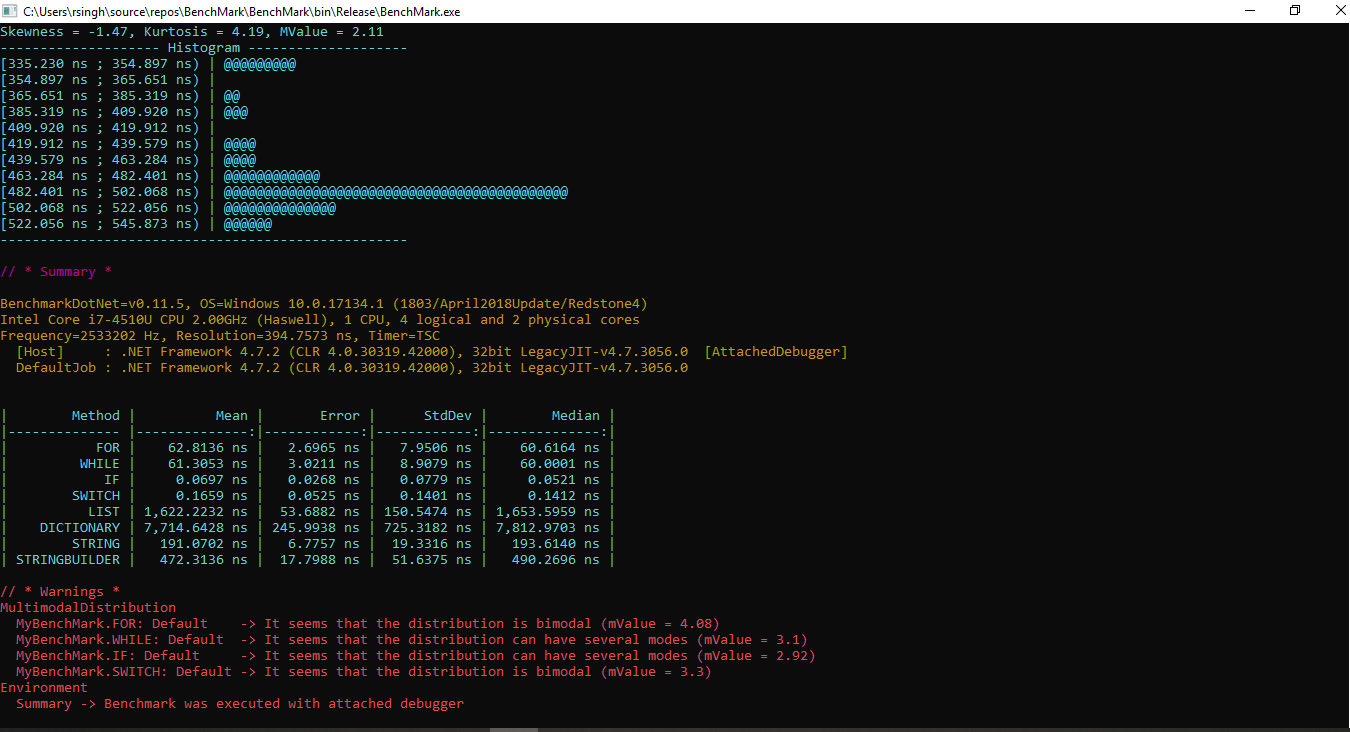 C:\Users\rsingh\source\repos\BenchMark\BenchMark\bin\Release\BenchMark.exe
Skewness = -1.47, Kurtosis = 4.19, MValue = 2.11
-------------------- Histogram --------------------
[335.230 ns ; 354.897 ns) | @@@@@@@@@
[354.897 ns ; 365.651 ns) |
[365.651 ns ; 385.319 ns) | @@
[385.319 ns ; 409.920 ns) | @@@
[409.920 ns ; 419.912 ns) |
[419.912 ns ; 439.579 ns) | @@@@
[439.579 ns ; 463.284 ns) | @@@@
[463.284 ns ; 482.401 ns) | @@@@@@@@@@@@
[482.401 ns ; 502.068 ns) | @@@@@@@@@@@@@@@@@@@@@@@@@@@@@@@@@@@@@@@@@@@
[502.068 ns ; 522.056 ns) | @@@@@@@@@@@@@@
[522.056 ns ; 545.873 ns) | @@@@@@
---------------------------------------------------
// * Summary *
BenchmarkDotNet=v0.11.5, OS=Windows 10.0.17134.1 (1803/April2018Update/Redstone4)
Intel Core i7-4510U CPU 2.00GHz (Haswell), 1 CPU, 4 logical and 2 physical cores
Frequency=2533202 Hz, Resolution=394.7573 ns, Timer=TSC
  [Host]     : .NET Framework 4.7.2 (CLR 4.0.30319.42000), 32bit LegacyJIT-v4.7.3056.0  [AttachedDebugger]
  DefaultJob : .NET Framework 4.7.2 (CLR 4.0.30319.42000), 32bit LegacyJIT-v4.7.3056.0
|        Method |          Mean |       Error |      StdDev |        Median |
|-------------- |--------------:|------------:|------------:|--------------:|
|           FOR |    62.8136 ns |   2.6965 ns |   7.9506 ns |    60.6164 ns |
|         WHILE |    61.3053 ns |   3.0211 ns |   8.9079 ns |    60.0001 ns |
|            IF |     0.0697 ns |   0.0268 ns |   0.0779 ns |     0.0521 ns |
|        SWITCH |     0.1659 ns |   0.0525 ns |   0.1401 ns |     0.1412 ns |
|          LIST | 1,622.2232 ns |  53.6882 ns | 150.5474 ns | 1,653.5959 ns |
|    DICTIONARY | 7,714.6428 ns | 245.9938 ns | 725.3182 ns | 7,812.9703 ns |
|        STRING |   191.0702 ns |   6.7757 ns |  19.3316 ns |   193.6140 ns |
| STRINGBUILDER |   472.3136 ns |  17.7988 ns |  51.6375 ns |   490.2696 ns |
// * Warnings *
MultimodalDistribution
  MyBenchMark.FOR: Default    -> It seems that the distribution is bimodal (mValue = 4.08)
  MyBenchMark.WHILE: Default  -> It seems that the distribution can have several modes (mValue = 3.1)
  MyBenchMark.IF: Default     -> It seems that the distribution can have several modes (mValue = 2.92)
  MyBenchMark.SWITCH: Default -> It seems that the distribution is bimodal (mValue = 3.3)
Environment
  Summary -> Benchmark was executed with attached debugger